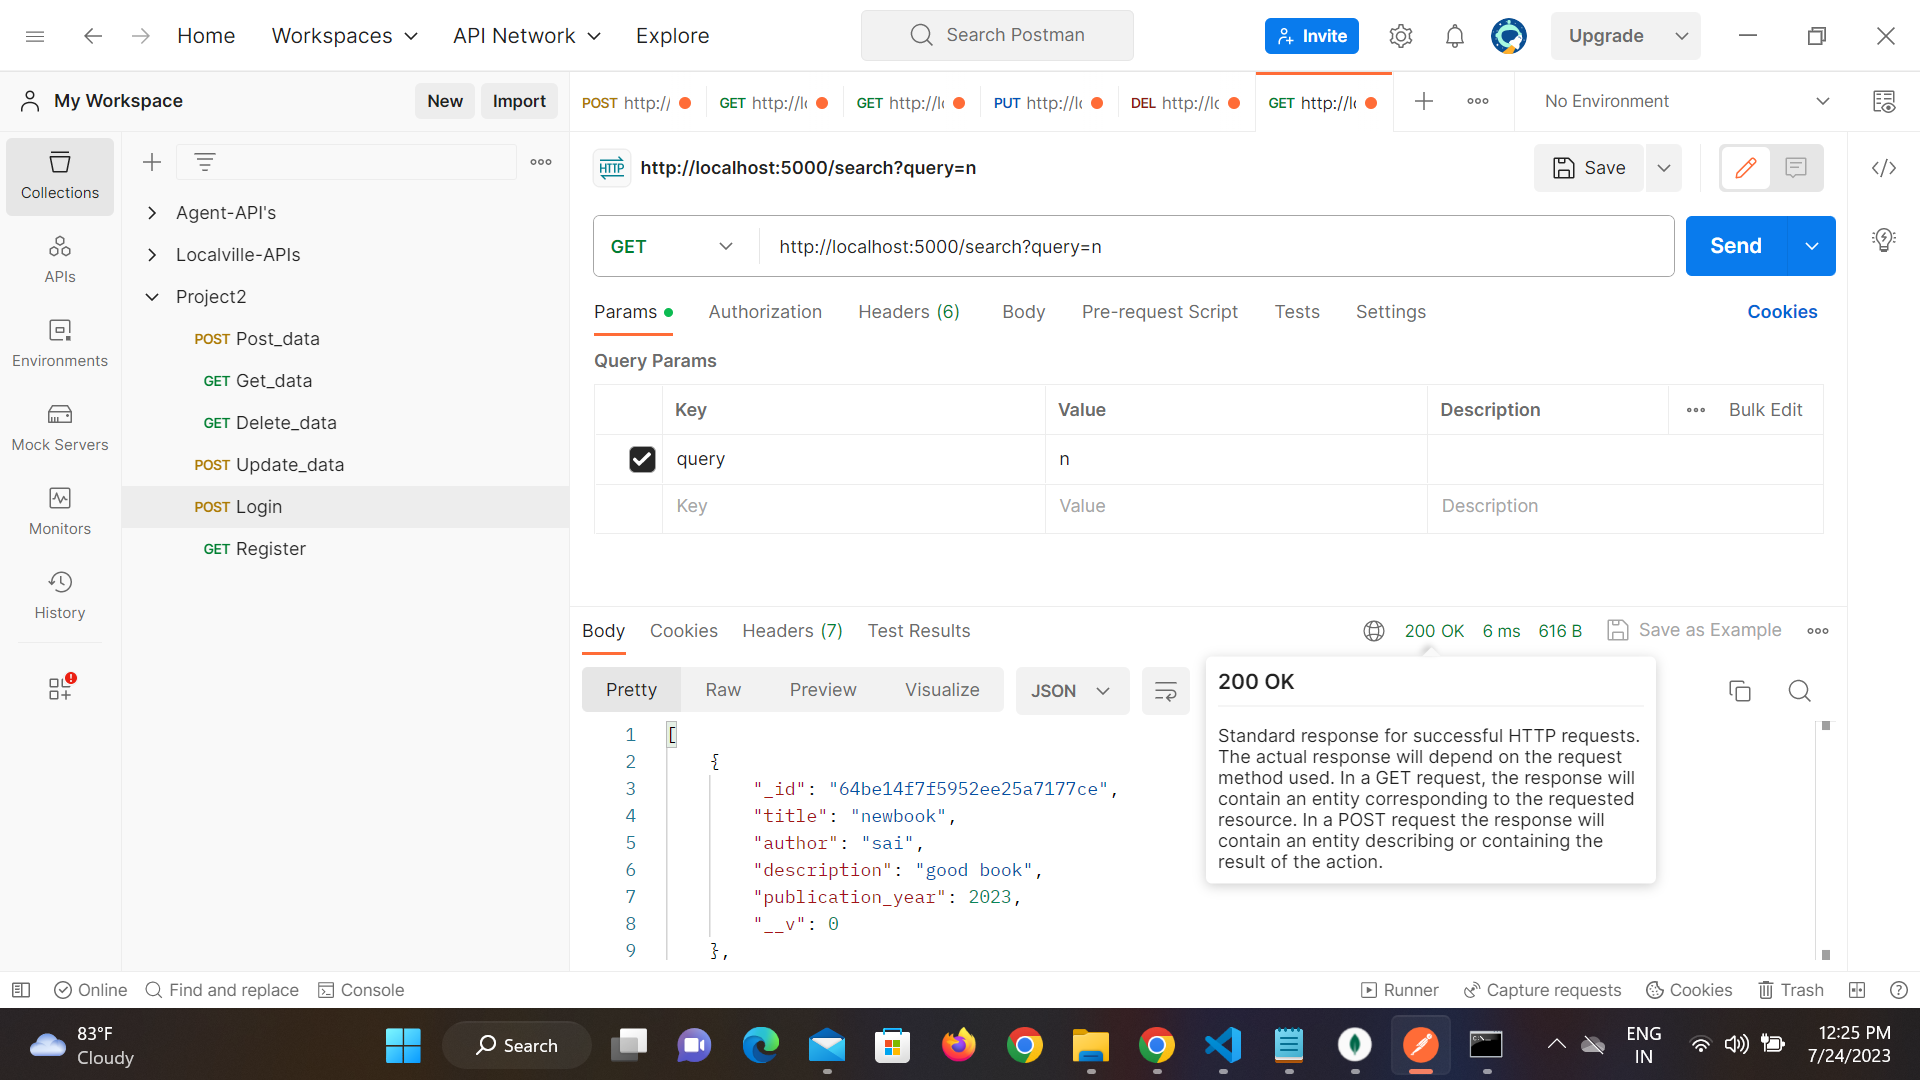 Home
Workspaces
API Network
Explore
Search Postman
Invite
Upgrade
My Workspace
New
Import
POST http:/
GET http://l
GET http://l
PUT http://l
DEL http://l
GET http://l
No Environment
Collections
APIs
Environments
Mock Servers
Monitors
History
Agent-API's
Localville-APIs
Project2
POST Post_data
GET Get_data
GET Delete_data
POST Update_data
POST Login
GET Register
HTTP
http://localhost:5000/search?query=n
Save
GET
http://localhost:5000/search?query=n
Send
Params
Authorization
Headers (6)
Body
Pre-request Script
Tests
Settings
Cookies
Query Params
Key
Value
Description
Bulk Edit
query
n
Key
Value
Description
Body
Cookies
Headers (7)
Test Results
200 OK
6 ms
616 B
Save as Example
Pretty
Raw
Preview
Visualize
JSON
200 OK
Standard response for successful HTTP requests.
The actual response will depend on the request
method used. In a GET request, the response will
contain an entity corresponding to the requested
resource. In a POST request the response will
contain an entity describing or containing the
result of the action.
1 [
2 {
3 "_id": "64be14f7f5952ee25a7177ce",
4 "title": "newbook",
5 "author": "sai",
6 "description": "good book",
7 "publication_year": 2023,
8 "__v": 0
9 },
Online
Find and replace
Console
Runner
Capture requests
Cookies
Trash
83°F
Cloudy
Search
ENG
IN
12:25 PM
7/24/2023